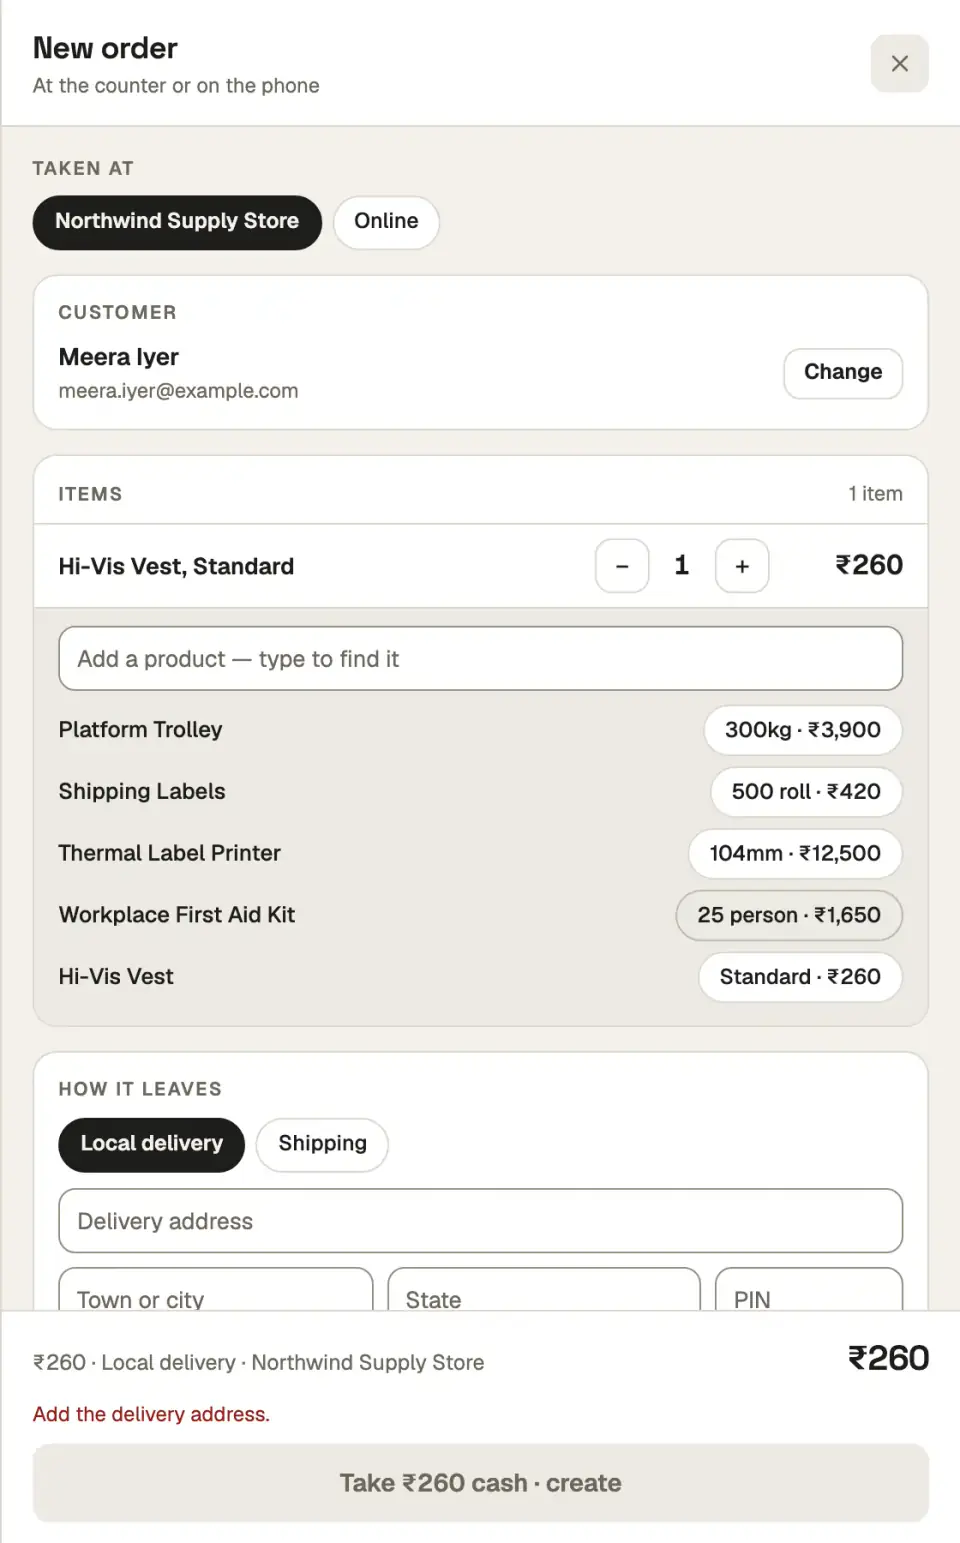 New order
At the counter or on the phone
TAKEN AT
Northwind Supply Store
Online
CUSTOMER
Meera Iyer
meera.iyer@example.com
Change
ITEMS
1 item
Hi-Vis Vest, Standard
−
1
+
₹260
Add a product — type to find it
Platform Trolley
300kg · ₹3,900
Shipping Labels
500 roll · ₹420
Thermal Label Printer
104mm · ₹12,500
Workplace First Aid Kit
25 person · ₹1,650
Hi-Vis Vest
Standard · ₹260
HOW IT LEAVES
Local delivery
Shipping
Delivery address
Town or city
State
PIN
₹260 · Local delivery · Northwind Supply Store
₹260
Add the delivery address.
Take ₹260 cash · create